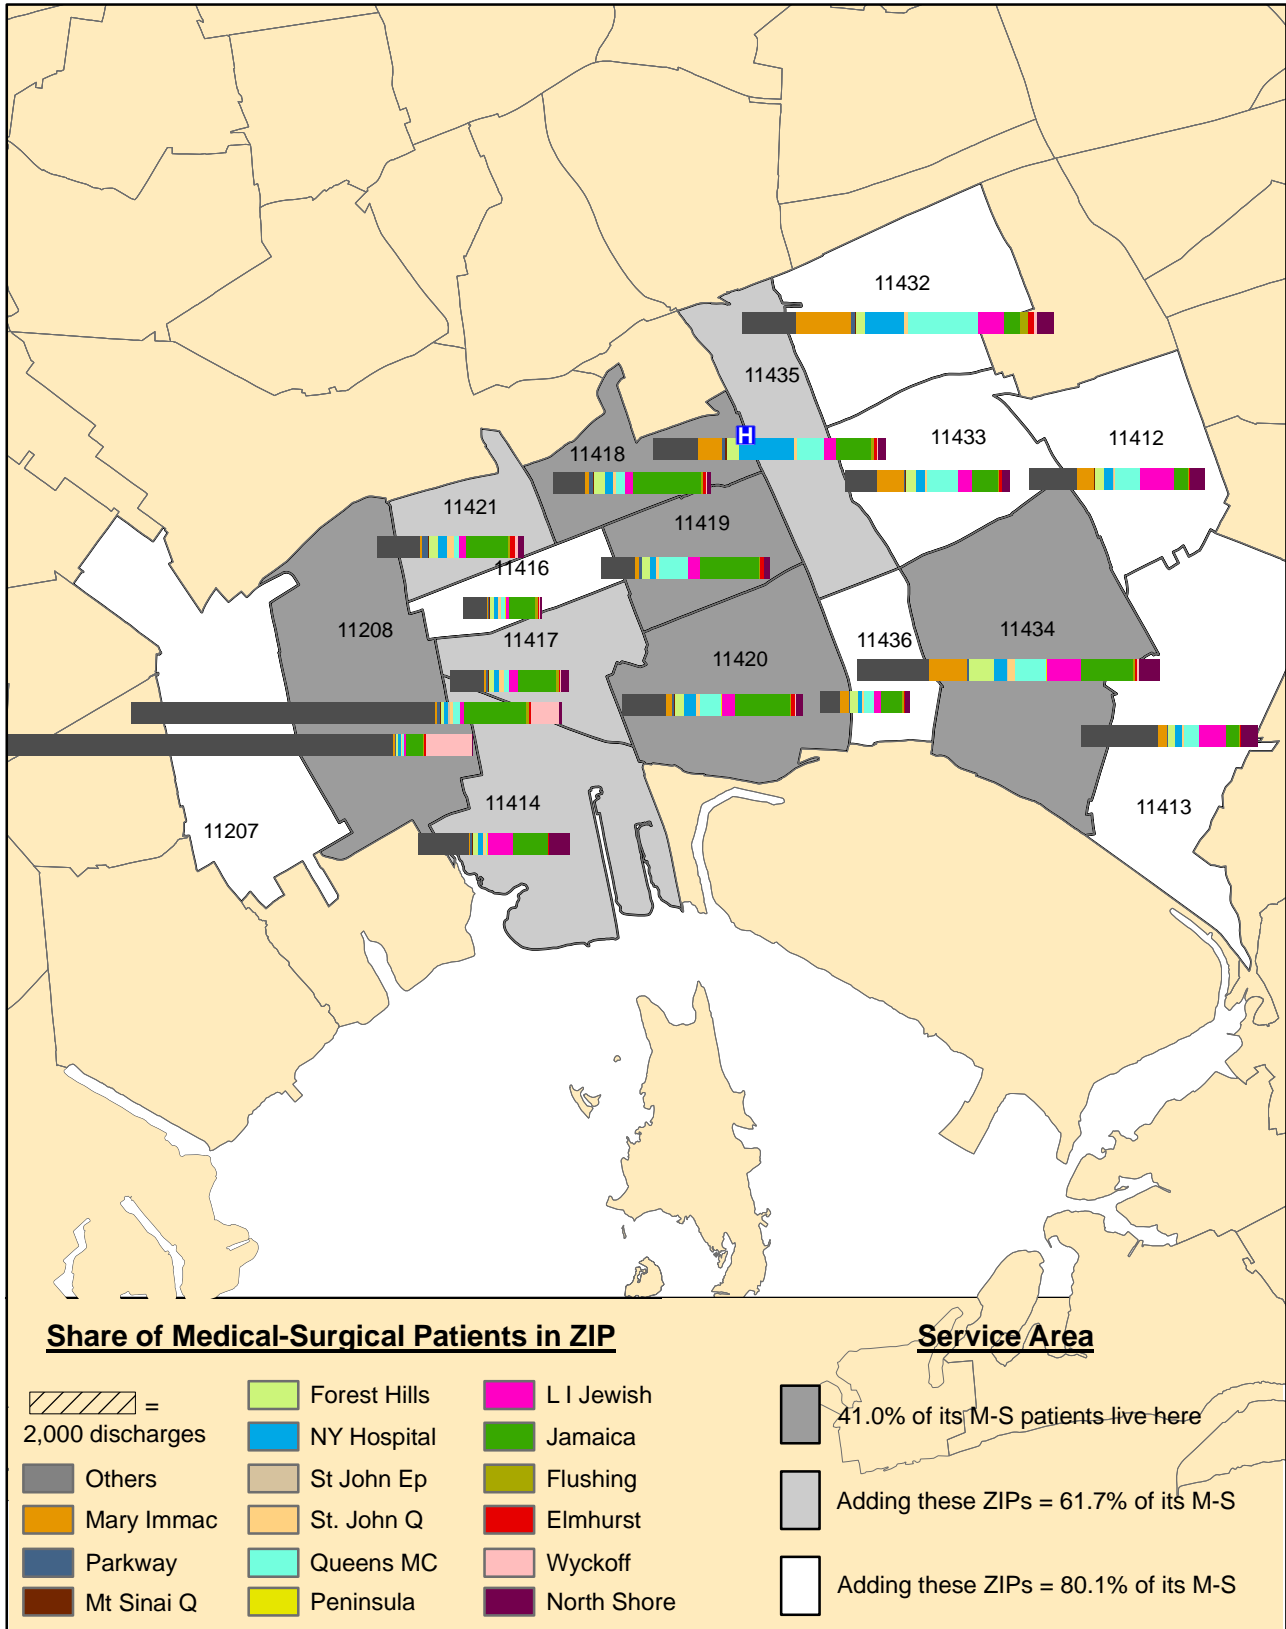 11432
11435
11433
11412
11418
11421
11419
11416
11208
11417
11436
11434
11420
11414
11207
11413
H
Share of Medical-Surgical Patients in ZIP
=
2,000 discharges
Others
Mary Immac
Parkway
Mt Sinai Q
Forest Hills
NY Hospital
St John Ep
St. John Q
Queens MC
Peninsula
L I Jewish
Jamaica
Flushing
Elmhurst
Wyckoff
North Shore
Service Area
41.0% of its M-S patients live here
Adding these ZIPs = 61.7% of its M-S
Adding these ZIPs = 80.1% of its M-S